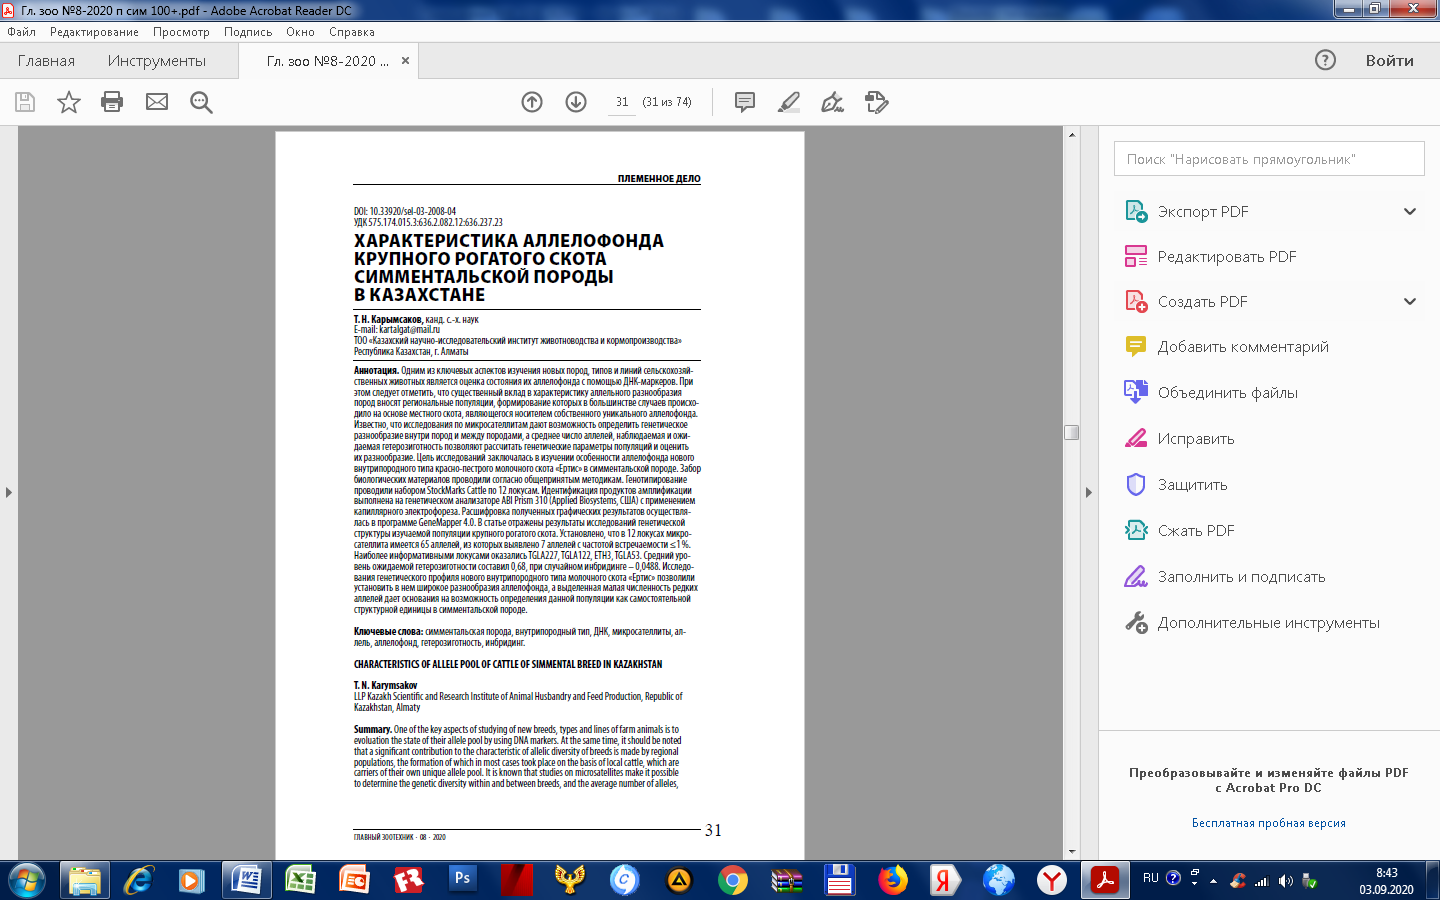 Гл. зоо №8-2020 п сим 100+.pdf - Adobe Acrobat Reader DC
Файл Редактирование Просмотр Подпись Окно Справка
Главная Инструменты Гл. зоо №8-2020 ... × Войти
31 (31 из 74)
ПЛЕМЕННОЕ ДЕЛО
DOI: 10.33920/sel-03-2008-04
УДК 575.174.015.3:636.2.082.12:636.237.23
ХАРАКТЕРИСТИКА АЛЛЕЛОФОНДА
КРУПНОГО РОГАТОГО СКОТА
СИММЕНТАЛЬСКОЙ ПОРОДЫ
В КАЗАХСТАНЕ
Т. Н. Карымсаков, канд. с.-х. наук
E-mail: kartalgat@mail.ru
ТОО «Казахский научно-исследовательский институт животноводства и кормопроизводства»
Республика Казахстан, г. Алматы
Аннотация. Одним из ключевых аспектов изучения новых пород, типов и линий сельскохозяй-
ственных животных является оценка состояния их аллелофонда с помощью ДНК-маркеров. При
этом следует отметить, что существенный вклад в характеристику аллельного разнообразия
пород вносят региональные популяции, формирование которых в большинстве случаев происхо-
дило на основе местного скота, являющегося носителем собственного уникального аллелофонда.
Известно, что исследования по микросателлитам дают возможность определить генетическое
разнообразие внутри пород и между породами, а среднее число аллелей, наблюдаемая и ожи-
даемая гетерозиготность позволяют рассчитать генетические параметры популяций и оценить
их разнообразие. Цель исследований заключалась в изучении особенности аллелофонда нового
внутрипородного типа красно-пестрого молочного скота «Ертис» в симментальской породе. Забор
биологических материалов проводили согласно общепринятым методикам. Генотипирование
проводили набором StockMarks Cattle по 12 локусам. Идентификация продуктов амплификации
выполнена на генетическом анализаторе ABI Prism 310 (Applied Biosystems, США) с применением
капиллярного электрофореза. Расшифровка полученных графических результатов осуществля-
лась в программе GeneMapper 4.0. В статье отражены результаты исследований генетической
структуры изучаемой популяции крупного рогатого скота. Установлено, что в 12 локусах микро-
сателлита имеется 65 аллелей, из которых выявлено 7 аллелей с частотой встречаемости ≤1%.
Наиболее информативными локусами оказались TGLA227, TGLA122, ETH3, TGLA53. Средний уро-
вень ожидаемой гетерозиготности составил 0,68, при случайном инбридинге – 0,0488. Исследо-
вания генетического профиля нового внутрипородного типа молочного скота «Ертис» позволили
установить в нем широкое разнообразия аллелофонда, а выделенная малая численность редких
аллелей дает основания на возможность определения данной популяции как самостоятельной
структурной единицы в симментальской породе.
Ключевые слова: симментальская порода, внутрипородный тип, ДНК, микросателлиты, ал-
лель, аллелофонд, гетерозиготность, инбридинг.
CHARACTERISTICS OF ALLELE POOL OF CATTLE OF SIMMENTAL BREED IN KAZAKHSTAN
T. N. Karymsakov
LLP Kazakh Scientific and Research Institute of Animal Husbandry and Feed Production, Republic of
Kazakhstan, Almaty
Summary. One of the key aspects of studying of new breeds, types and lines of farm animals is to
evoluation the state of their allele pool by using DNA markers. At the same time, it should be noted
that a significant contribution to the characteristic of allelic diversity of breeds is made by regional
populations, the formation of which in most cases took place on the basis of local cattle, which are
carriers of their own unique allele pool. It is known that studies on microsatellites make it possible
to determine the genetic diversity within and between breeds, and the average number of alleles,
ГЛАВНЫЙ ЗООТЕХНИК · 08 · 2020 31
Поиск "Нарисовать прямоугольник"
Экспорт PDF
Редактировать PDF
Создать PDF
Добавить комментарий
Объединить файлы
Исправить
Защитить
Сжать PDF
Заполнить и подписать
Дополнительные инструменты
Преобразовывайте и изменяйте файлы PDF
с Acrobat Pro DC
Бесплатная пробная версия
RU
8:43
03.09.2020